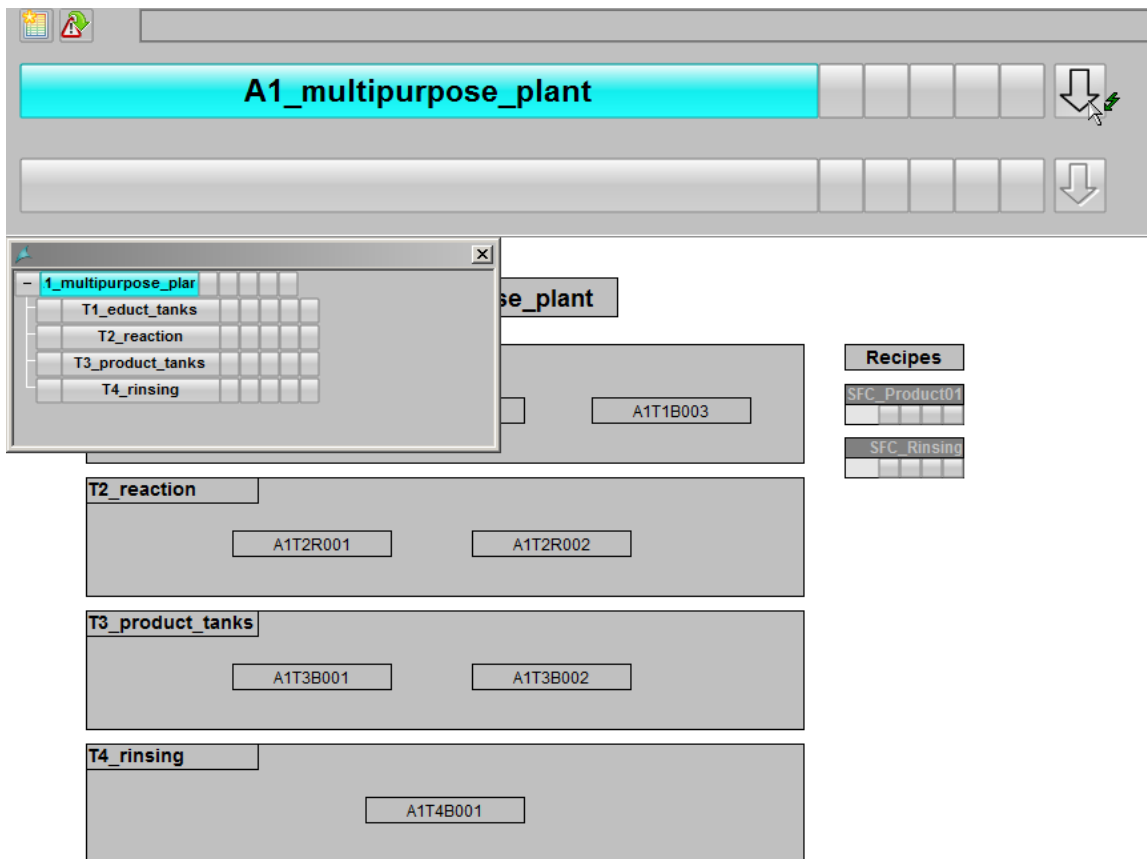 A1_multipurpose_plant
1_multipurpose_plar
T1_educt_tanks
T2_reaction
T3_product_tanks
T4_rinsing
se_plant
A1T1B003
Recipes
SFC_Product01
SFC_Rinsing
T2_reaction
A1T2R001 A1T2R002
T3_product_tanks
A1T3B001 A1T3B002
T4_rinsing
A1T4B001